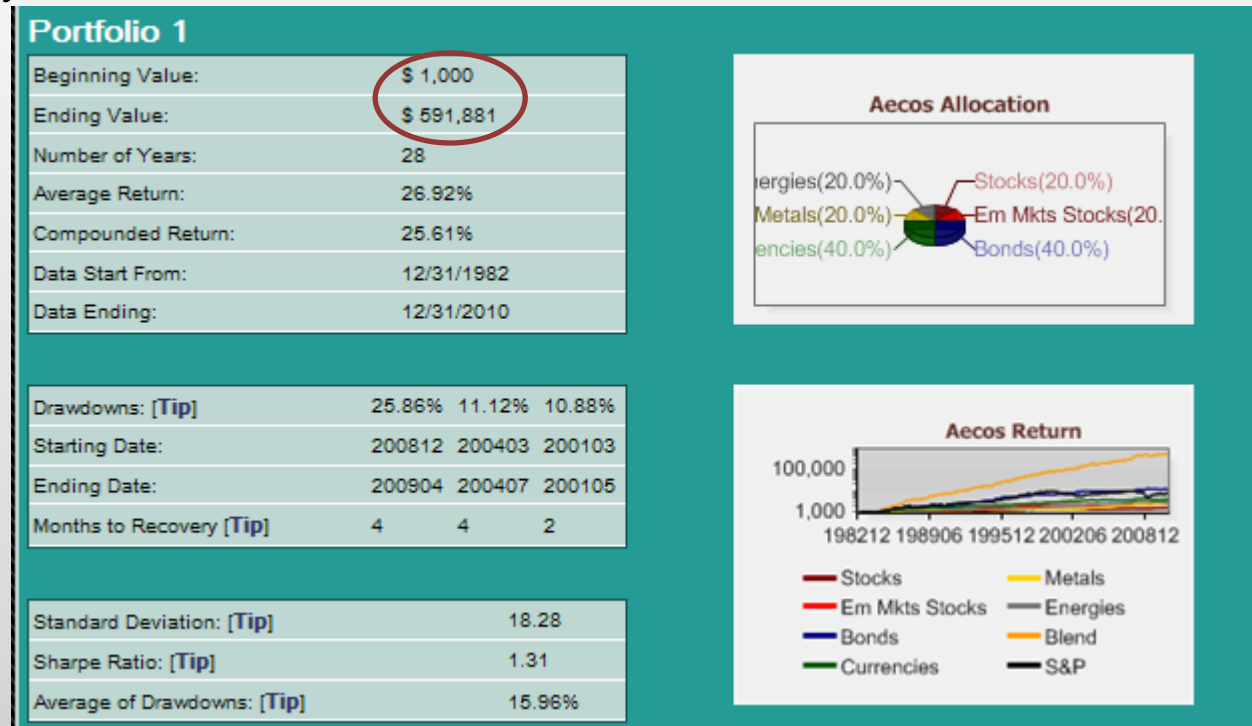 Portfolio 1
Beginning Value: $ 1,000
Ending Value: $ 591,881
Number of Years: 28
Average Return: 26.92%
Compounded Return: 25.61%
Data Start From: 12/31/1982
Data Ending: 12/31/2010
Drawdowns: [Tip] 25.86% 11.12% 10.88%
Starting Date: 200812 200403 200103
Ending Date: 200904 200407 200105
Months to Recovery [Tip] 4 4 2
Standard Deviation: [Tip] 18.28
Sharpe Ratio: [Tip] 1.31
Average of Drawdowns: [Tip] 15.96%
Aecos Allocation
ergies(20.0%) Stocks(20.0%)
Metals(20.0%) Em Mkts Stocks(20.
encies(40.0%) Bonds(40.0%)
Aecos Return
100,000
1,000
198212 198906 199512 200206 200812
Stocks Metals
Em Mkts Stocks Energies
Bonds Blend
Currencies S&P